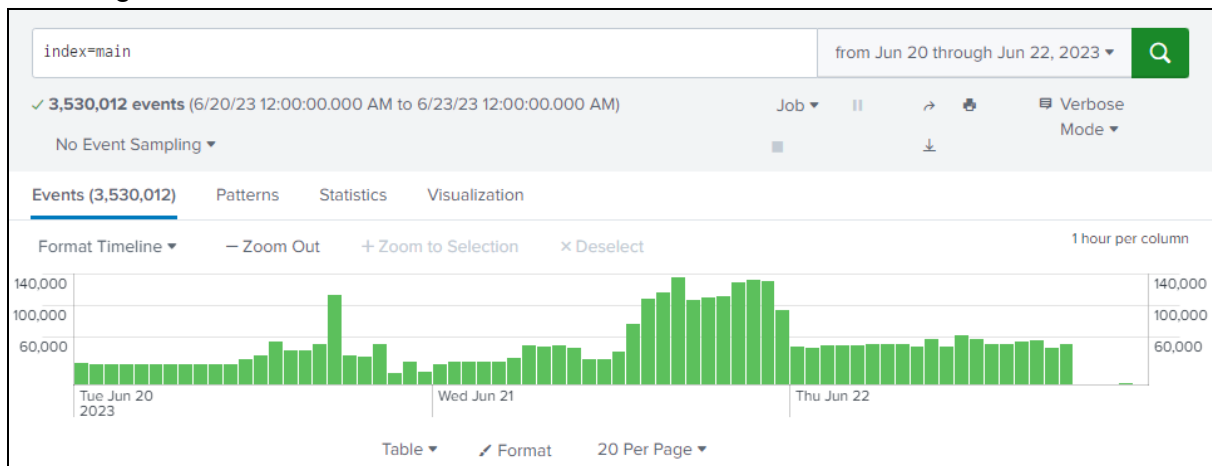 index=main
from Jun 20 through Jun 22, 2023
3,530,012 events (6/20/23 12:00:00.000 AM to 6/23/23 12:00:00.000 AM)
Job
Verbose
Mode
No Event Sampling
Events (3,530,012) Patterns Statistics Visualization
Format Timeline — Zoom Out + Zoom to Selection × Deselect
1 hour per column
140,000 140,000
100,000 100,000
60,000 60,000
Tue Jun 20 Wed Jun 21 Thu Jun 22
2023
Table Format 20 Per Page